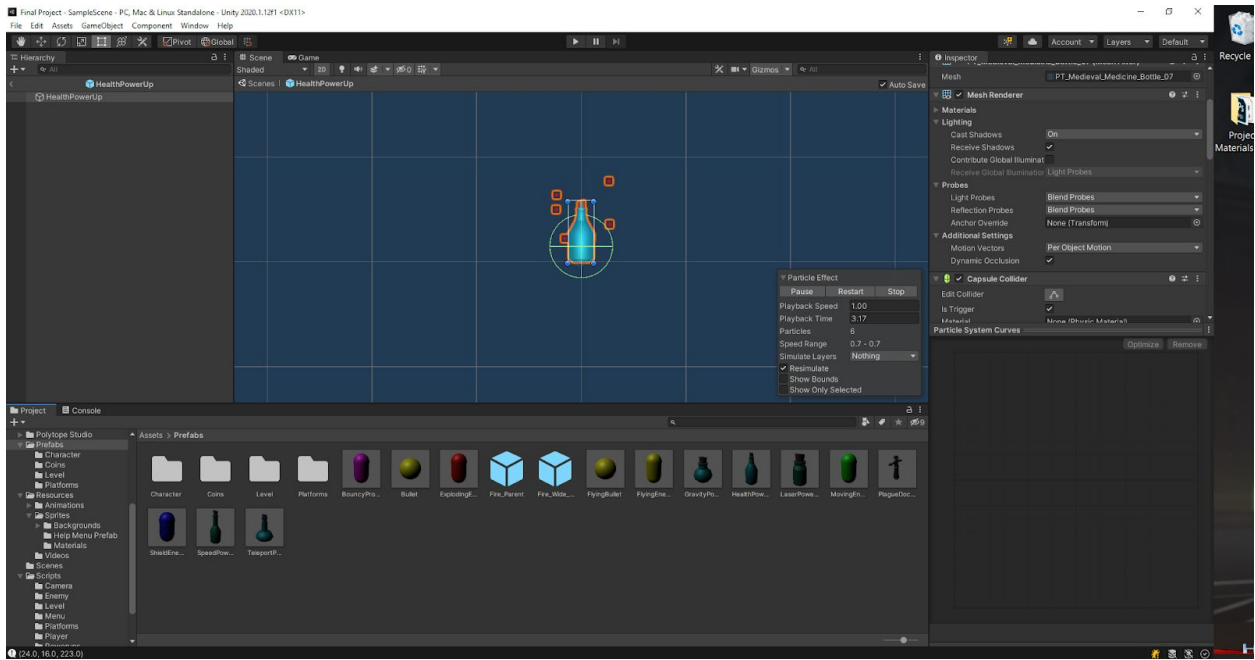 Final Project - SampleScene - PC, Mac & Linux Standalone - Unity 2020.1.12f1 <DX11>
File Edit Assets GameObject Component Window Help
Pivot Global
Account Layers Default
Hierarchy
All
HealthPowerUp
HealthPowerUp
Scene Game
Shaded 2D 0 Gizmos All
Scenes HealthPowerUp Auto Save
Particle Effect
Pause Restart Stop
Playback Speed 1.00
Playback Time 3.17
Particles 6
Speed Range 0.7 - 0.7
Simulate Layers Nothing
Resimulate
Show Bounds
Show Only Selected
Inspector
Mesh PT_Medieval_Medicine_Bottle_07
Mesh Renderer
Materials
Lighting
Cast Shadows On
Receive Shadows
Contribute Global Illuminat
Receive Global Illumination Light Probes
Probes
Light Probes Blend Probes
Reflection Probes Blend Probes
Anchor Override None (Transform)
Additional Settings
Motion Vectors Per Object Motion
Dynamic Occlusion
Capsule Collider
Edit Collider
Is Trigger
Material None (Physic Material)
Particle System Curves
Optimize Remove
Project Console
9
Polytope Studio
Prefabs
Character
Coins
Level
Platforms
Resources
Animations
Sprites
Backgrounds
Help Menu Prefab
Materials
Videos
Scenes
Scripts
Camera
Enemy
Level
Menu
Platforms
Player
Assets > Prefabs
Character Coins Level Platforms BouncyPro... Bullet ExplodingE... Fire_Parent Fire_Wide_... FlyingBullet FlyingEne... GravityPo... HealthPow... LaserPowe... MovingEn... PlagueDoc...
ShieldEne... SpeedPow... TeleportP...
(24.0, 16.0, 223.0)
Recycle
Projec
Materials